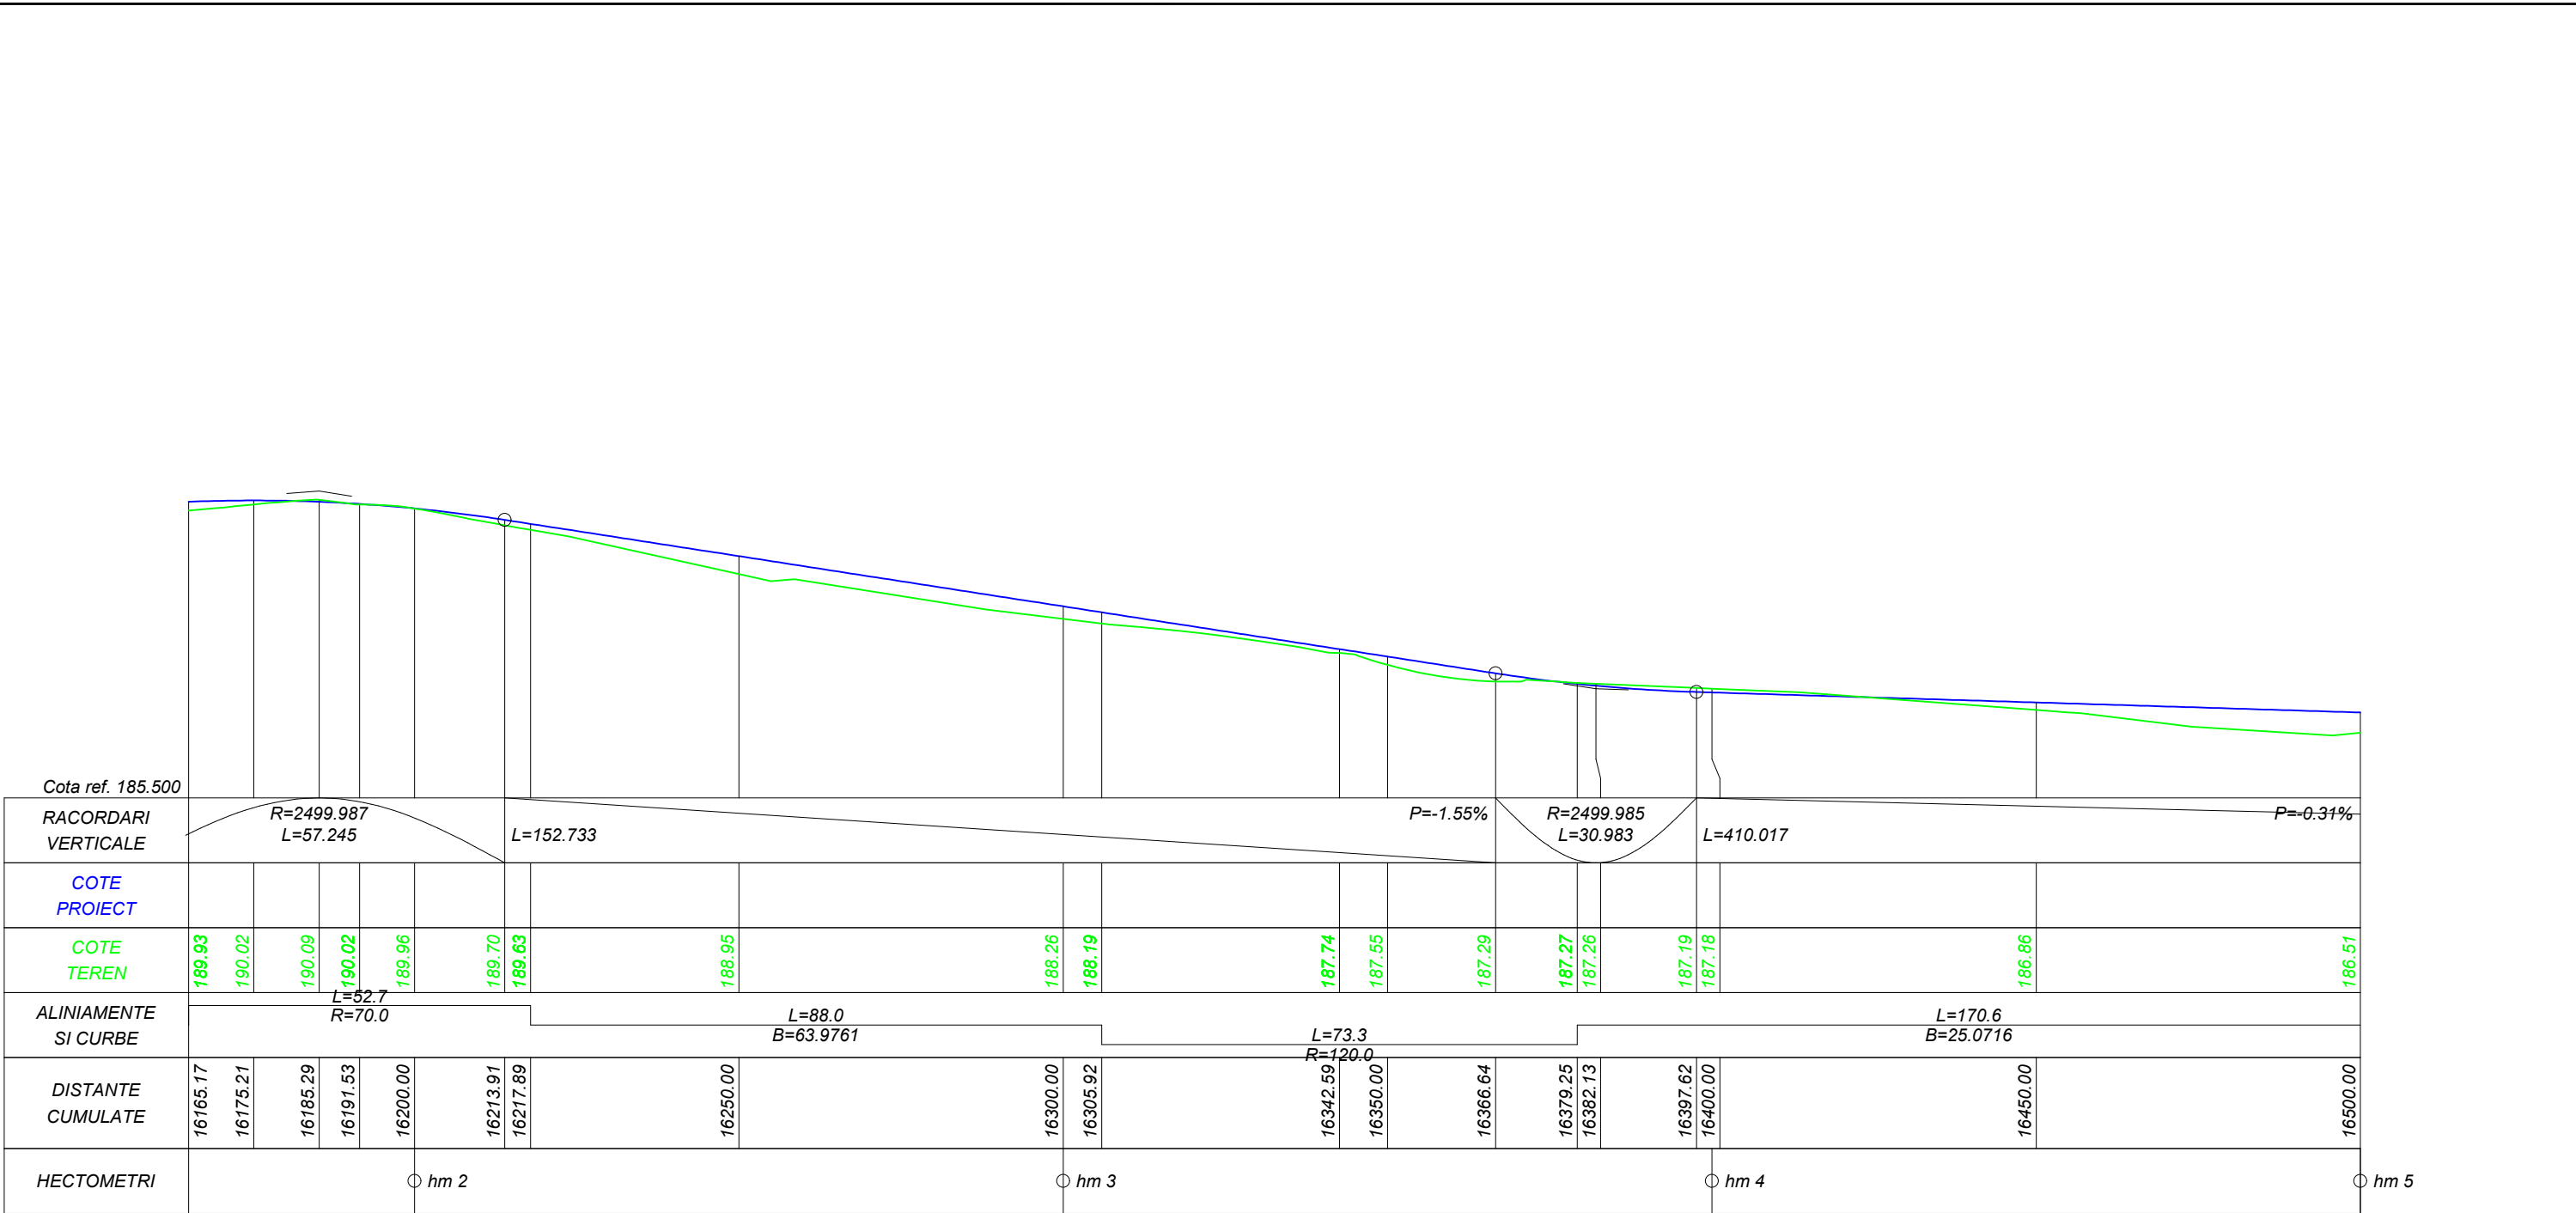 Cota ref. 185.500
RACORDARI
VERTICALE
R=2499.987
L=57.245
L=152.733
P=-1.55%
R=2499.985
L=30.983
L=410.017
P=-0.31%
COTE
PROIECT
COTE
TEREN
189.93
190.02
190.09
190.02
189.96
189.70
189.63
188.95
188.26
188.19
187.74
187.55
187.29
187.27
187.26
187.19
187.18
186.86
186.51
ALINIAMENTE
SI CURBE
L=52.7
R=70.0
L=88.0
B=63.9761
L=73.3
R=120.0
L=170.6
B=25.0716
DISTANTE
CUMULATE
16165.17
16175.21
16185.29
16191.53
16200.00
16213.91
16217.89
16250.00
16300.00
16305.92
16342.59
16350.00
16366.64
16379.25
16382.13
16397.62
16400.00
16450.00
16500.00
HECTOMETRI
hm 2
hm 3
hm 4
hm 5